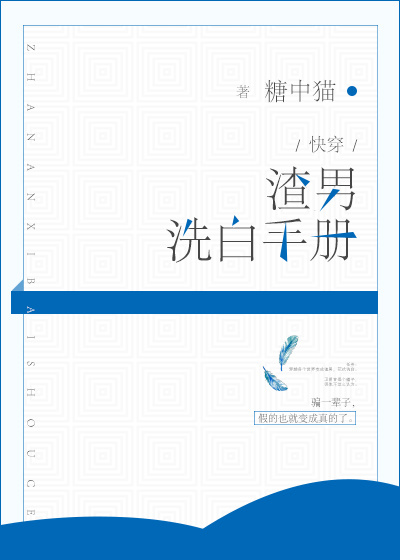 糖中猫 著
/ 快穿 /
渣男
洗白手册
ZHANANXIBAISHOUCE
骗一辈子,
假的也就变成真的了。